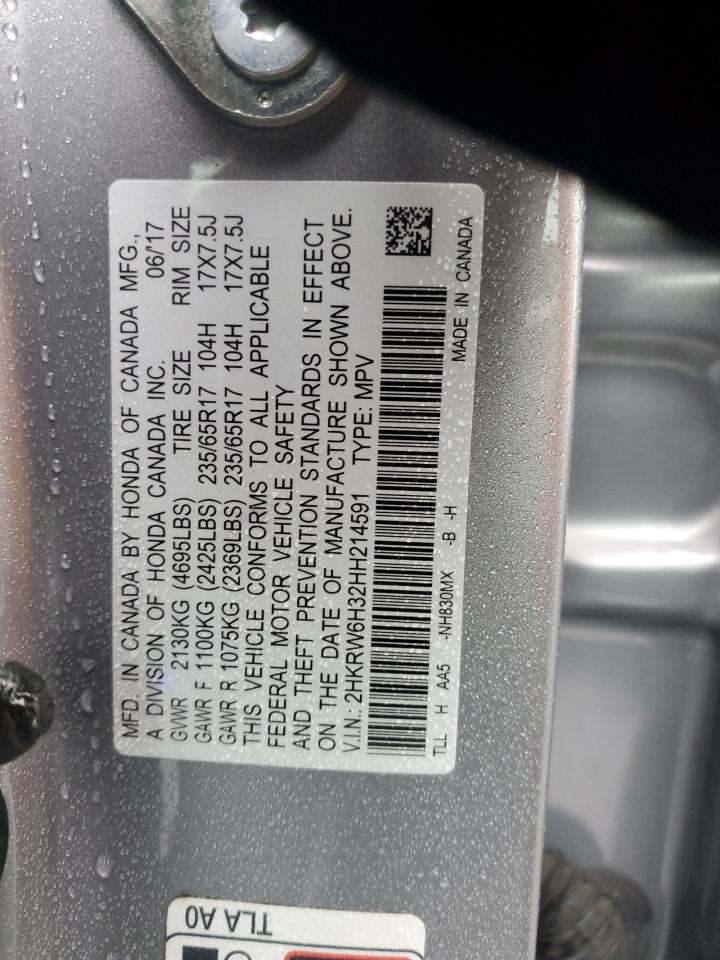 MFD. IN CANADA BY HONDA OF CANADA MFG.,
A DIVISION OF HONDA CANADA INC. 06/17
GVWR 2130KG (4695LBS) TIRE SIZE RIM SIZE
GAWR F 1100KG (2425LBS) 235/65R17 104H 17X7.5J
GAWR R 1075KG (2369LBS) 235/65R17 104H 17X7.5J
THIS VEHICLE CONFORMS TO ALL APPLICABLE
FEDERAL MOTOR VEHICLE SAFETY
AND THEFT PREVENTION STANDARDS IN EFFECT
ON THE DATE OF MANUFACTURE SHOWN ABOVE.
V.I.N.: 2HKRW6H32HH214591 TYPE: MPV
TLL H AA5 -NH830MX -B -H
MADE IN CANADA
TLA A0